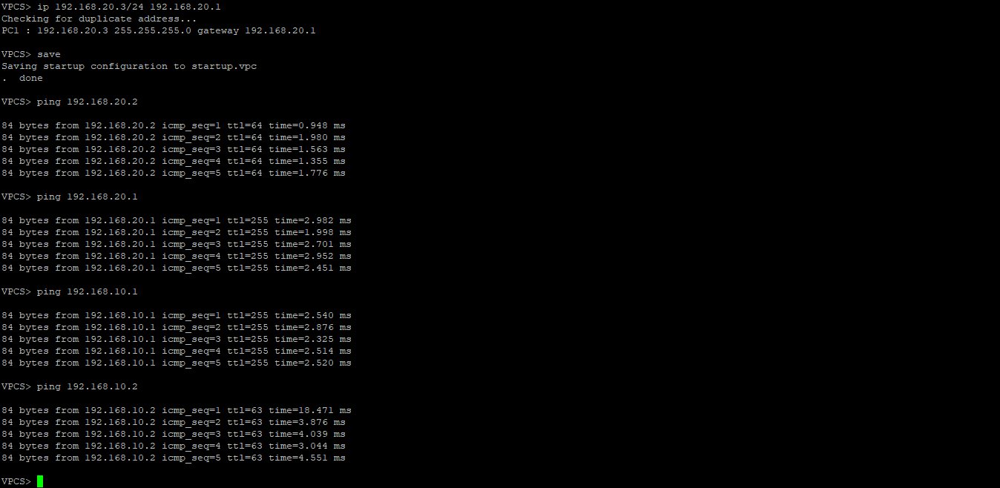 VPCS> ip 192.168.20.3/24 192.168.20.1
Checking for duplicate address...
PC1 : 192.168.20.3 255.255.255.0 gateway 192.168.20.1
VPCS> save
Saving startup configuration to startup.vpc
.  done
VPCS> ping 192.168.20.2
84 bytes from 192.168.20.2 icmp_seq=1 ttl=64 time=0.948 ms
84 bytes from 192.168.20.2 icmp_seq=2 ttl=64 time=1.980 ms
84 bytes from 192.168.20.2 icmp_seq=3 ttl=64 time=1.563 ms
84 bytes from 192.168.20.2 icmp_seq=4 ttl=64 time=1.355 ms
84 bytes from 192.168.20.2 icmp_seq=5 ttl=64 time=1.776 ms
VPCS> ping 192.168.20.1
84 bytes from 192.168.20.1 icmp_seq=1 ttl=255 time=2.982 ms
84 bytes from 192.168.20.1 icmp_seq=2 ttl=255 time=1.998 ms
84 bytes from 192.168.20.1 icmp_seq=3 ttl=255 time=2.701 ms
84 bytes from 192.168.20.1 icmp_seq=4 ttl=255 time=2.952 ms
84 bytes from 192.168.20.1 icmp_seq=5 ttl=255 time=2.451 ms
VPCS> ping 192.168.10.1
84 bytes from 192.168.10.1 icmp_seq=1 ttl=255 time=2.540 ms
84 bytes from 192.168.10.1 icmp_seq=2 ttl=255 time=2.876 ms
84 bytes from 192.168.10.1 icmp_seq=3 ttl=255 time=2.325 ms
84 bytes from 192.168.10.1 icmp_seq=4 ttl=255 time=2.514 ms
84 bytes from 192.168.10.1 icmp_seq=5 ttl=255 time=2.520 ms
VPCS> ping 192.168.10.2
84 bytes from 192.168.10.2 icmp_seq=1 ttl=63 time=18.471 ms
84 bytes from 192.168.10.2 icmp_seq=2 ttl=63 time=3.876 ms
84 bytes from 192.168.10.2 icmp_seq=3 ttl=63 time=4.039 ms
84 bytes from 192.168.10.2 icmp_seq=4 ttl=63 time=3.044 ms
84 bytes from 192.168.10.2 icmp_seq=5 ttl=63 time=4.551 ms
VPCS>